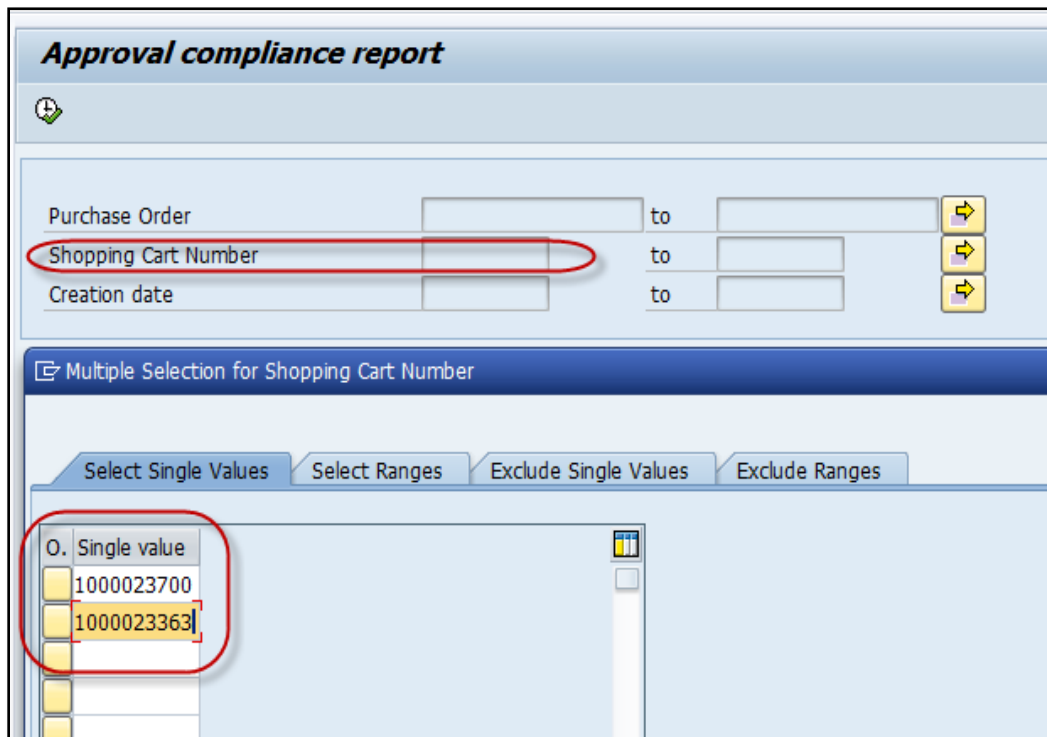 Approval compliance report
Purchase Order to
Shopping Cart Number to
Creation date to
Multiple Selection for Shopping Cart Number
Select Single Values Select Ranges Exclude Single Values Exclude Ranges
O. Single value
1000023700
1000023363